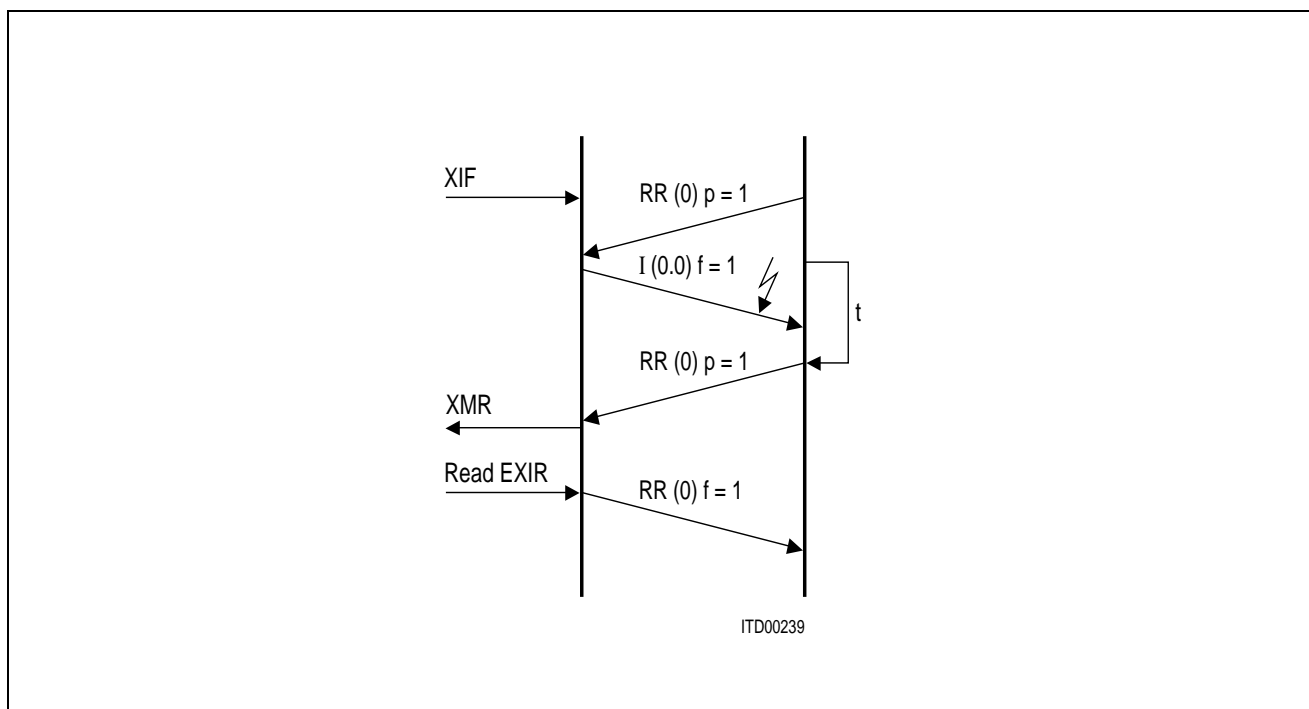 XIF
RR (0) p = 1
I (0.0) f = 1
t
RR (0) p = 1
XMR
Read EXIR
RR (0) f = 1
ITD00239